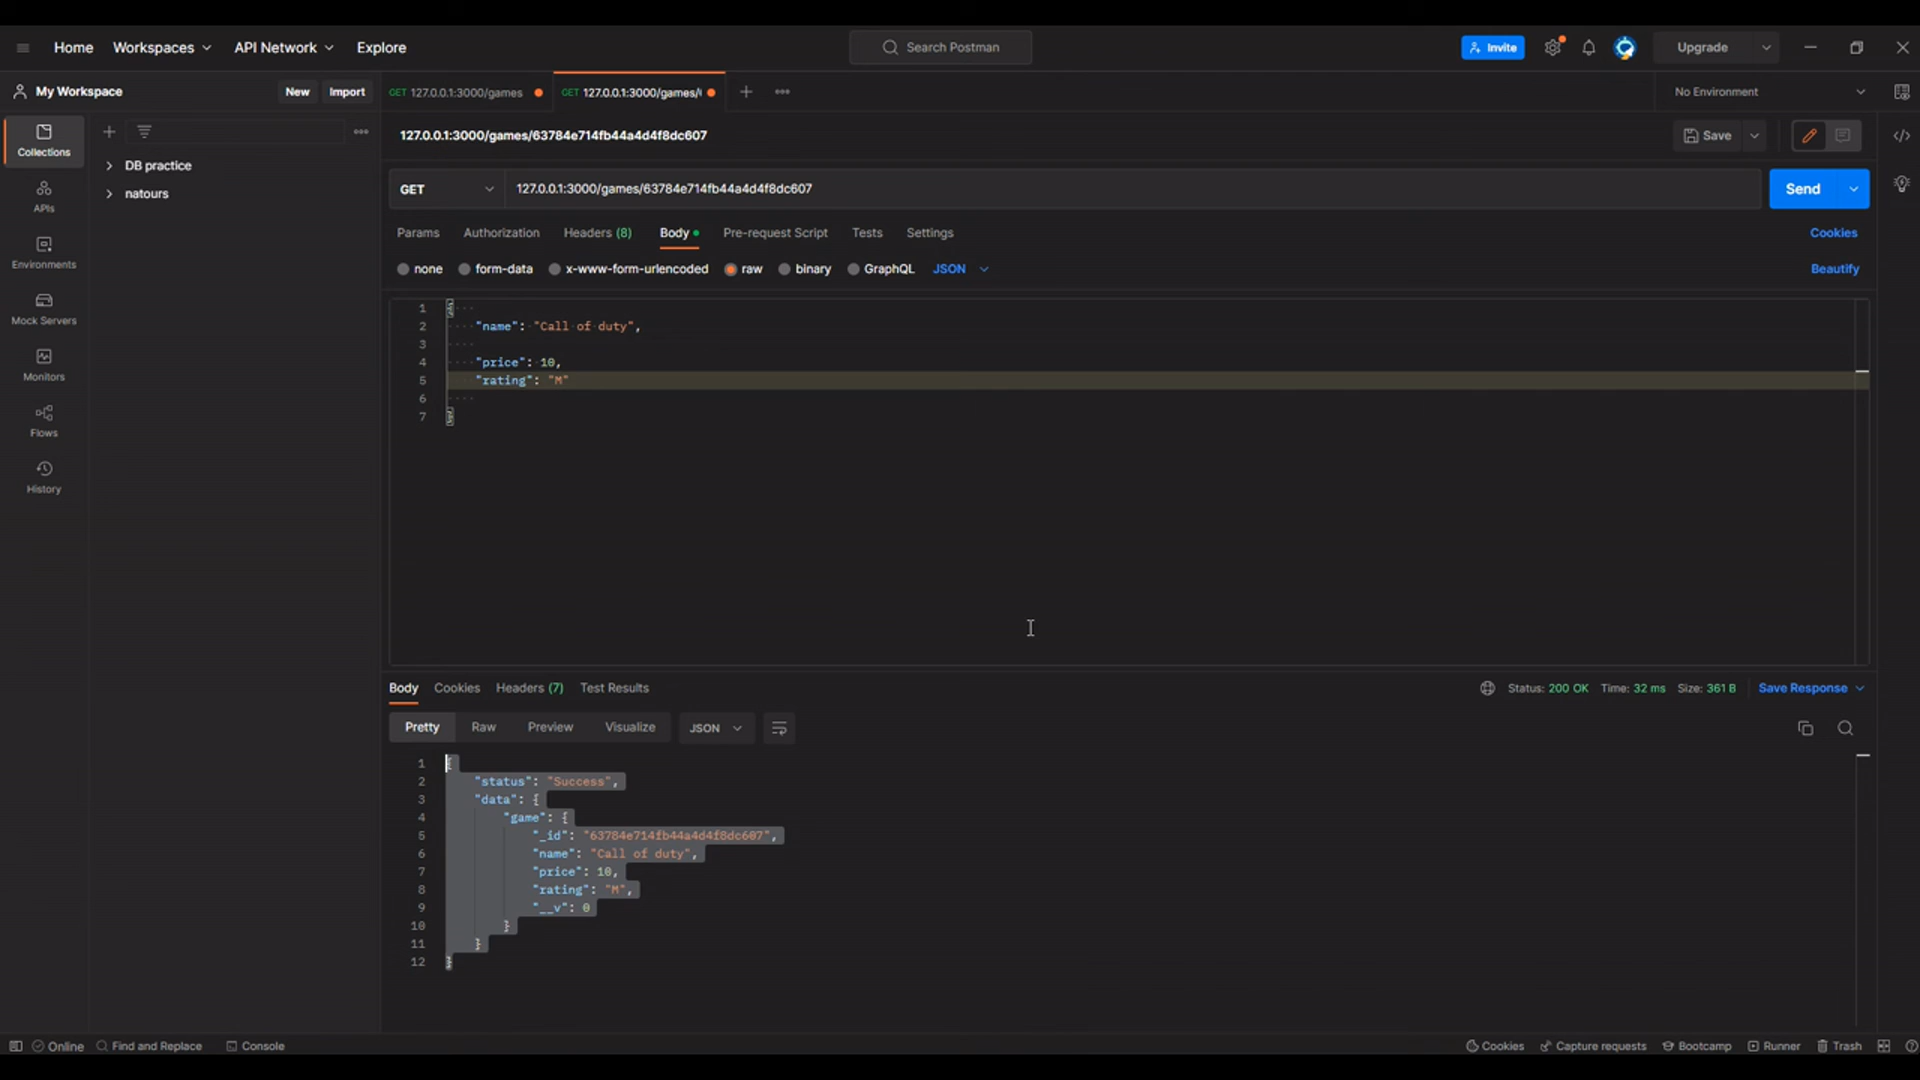 Home Workspaces API Network Explore Search Postman Invite Upgrade
My Workspace New Import GET 127.0.0.1:3000/games GET 127.0.0.1:3000/games/ No Environment
Collections
APIs
Environments
Mock Servers
Monitors
Flows
History
DB practice
natours
127.0.0.1:3000/games/63784e714fb44a4d4f8dc607 Save
GET 127.0.0.1:3000/games/63784e714fb44a4d4f8dc607 Send
Params Authorization Headers (8) Body Pre-request Script Tests Settings Cookies
none form-data x-www-form-urlencoded raw binary GraphQL JSON Beautify
1 {
2 "name": "Call of duty",
3
4 "price": 10,
5 "rating": "M"
6
7 }
Body Cookies Headers (7) Test Results Status: 200 OK Time: 32 ms Size: 361 B Save Response
Pretty Raw Preview Visualize JSON
1 {
2 "status": "Success",
3 "data": {
4 "game": {
5 "_id": "63784e714fb44a4d4f8dc607",
6 "name": "Call of duty",
7 "price": 10,
8 "rating": "M",
9 "__v": 0
10 }
11 }
12 }
Online Find and Replace Console Cookies Capture requests Bootcamp Runner Trash